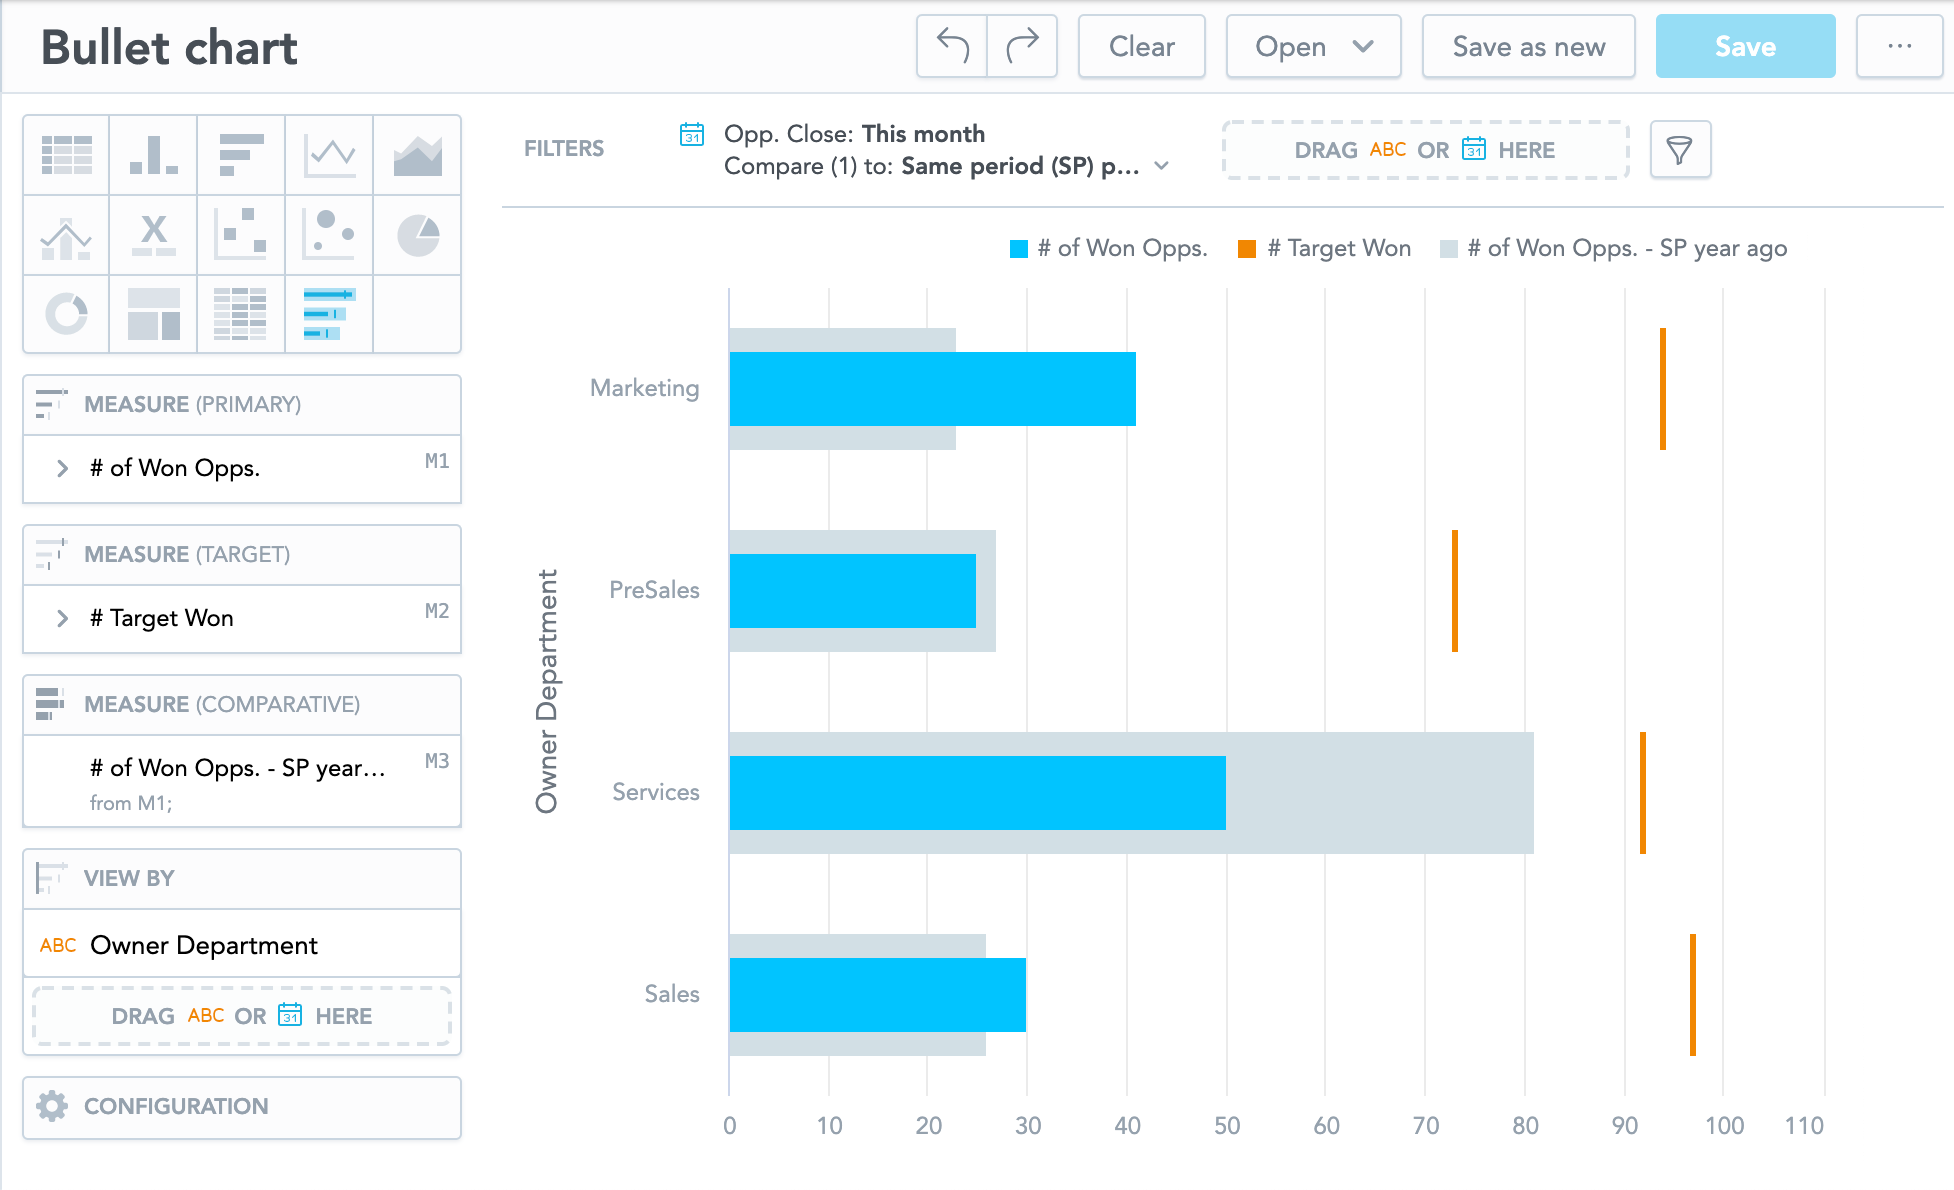 Bullet chart
Clear
Open
Save as new
Save
...
FILTERS
31
Opp. Close: This month
Compare (1) to: Same period (SP) p...
DRAG ABC OR 31 HERE
X
# of Won Opps.
# Target Won
# of Won Opps. - SP year ago
MEASURE (PRIMARY)
# of Won Opps.
M1
MEASURE (TARGET)
# Target Won
M2
MEASURE (COMPARATIVE)
# of Won Opps. - SP year...
M3
from M1;
VIEW BY
ABC Owner Department
DRAG ABC OR 31 HERE
CONFIGURATION
Owner Department
Marketing
PreSales
Services
Sales
0 10 20 30 40 50 60 70 80 90 100 110